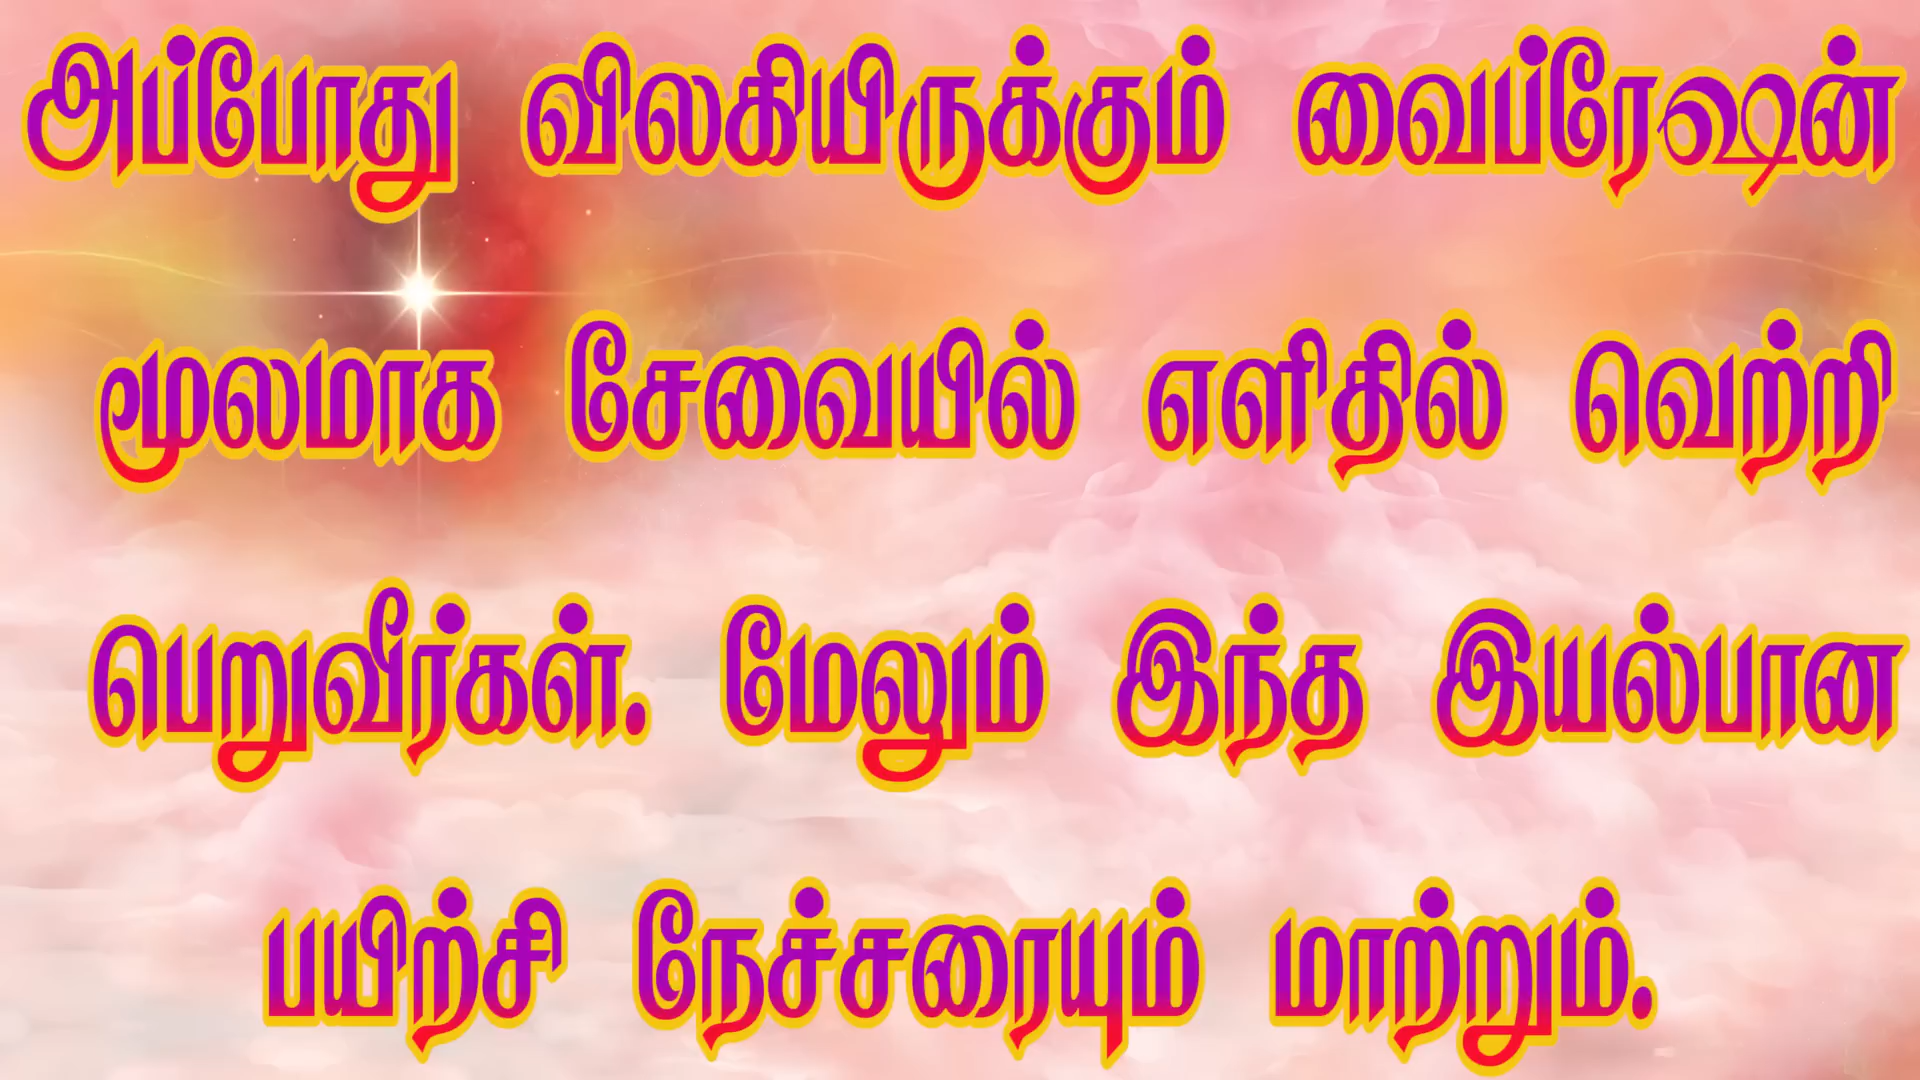 அப்போது விலகியிருக்கும் வைப்ரேஷன்
மூலமாக சேவையில் எளிதில் வெற்றி
பெறுவீர்கள். மேலும் இந்த இயல்பான
பயிற்சி நேச்சரையும் மாற்றும்.